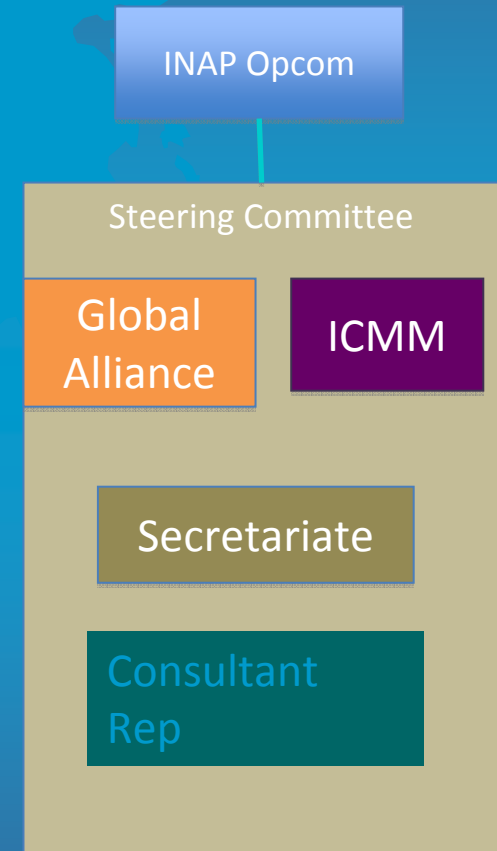 INAP Opcom
Steering Committee
Global
Alliance
ICMM
Secretariate
Consultant
Rep